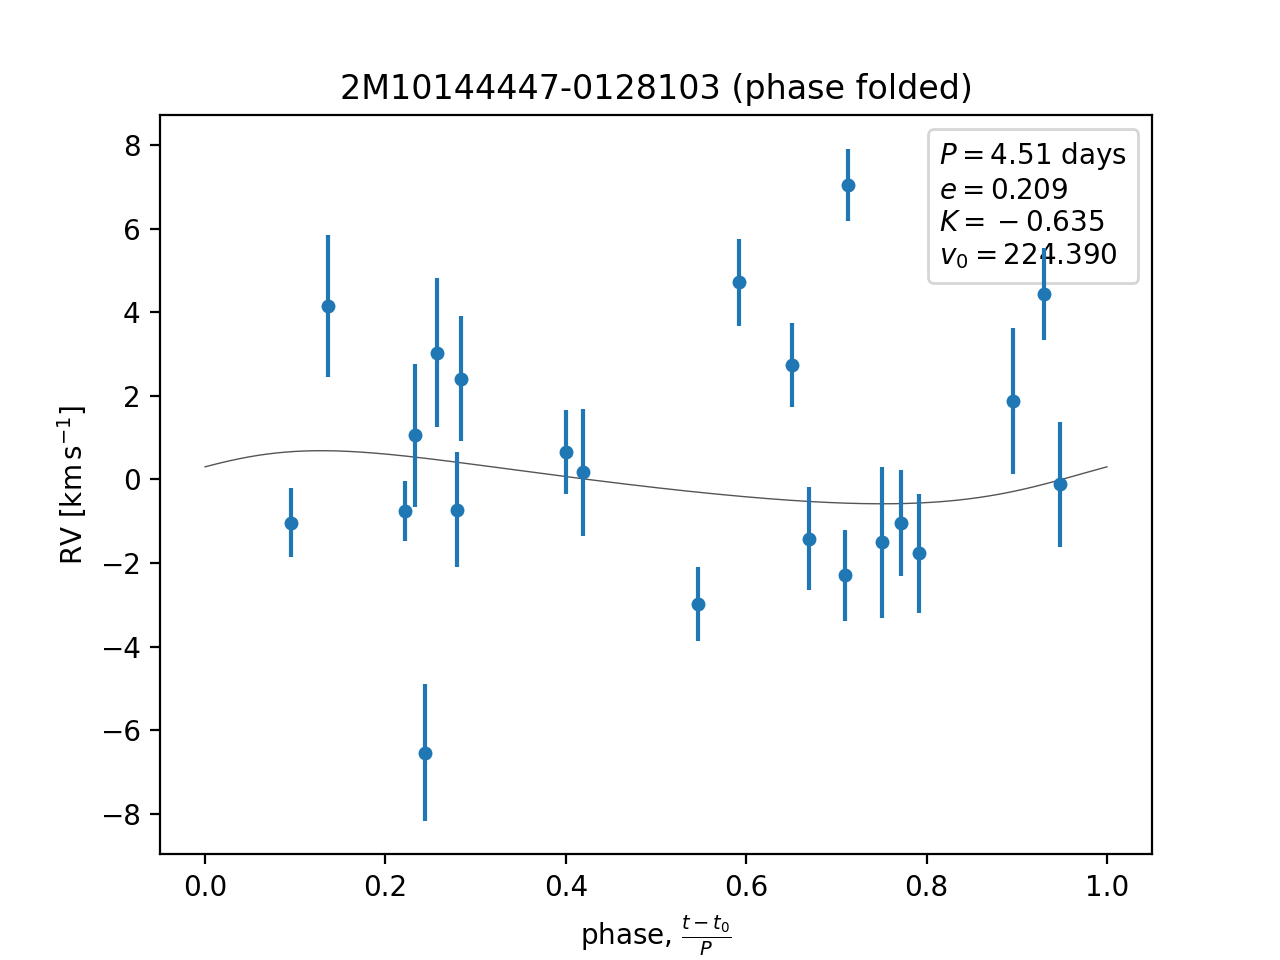 2M10144447-0128103 (phase folded)
P = 4.51 days
e = 0.209
K = −0.635
v₀ = 224.390
8
6
4
2
0
−2
−4
−6
−8
RV [km s⁻¹]
0.0 0.2 0.4 0.6 0.8 1.0
phase, (t − t₀)/P